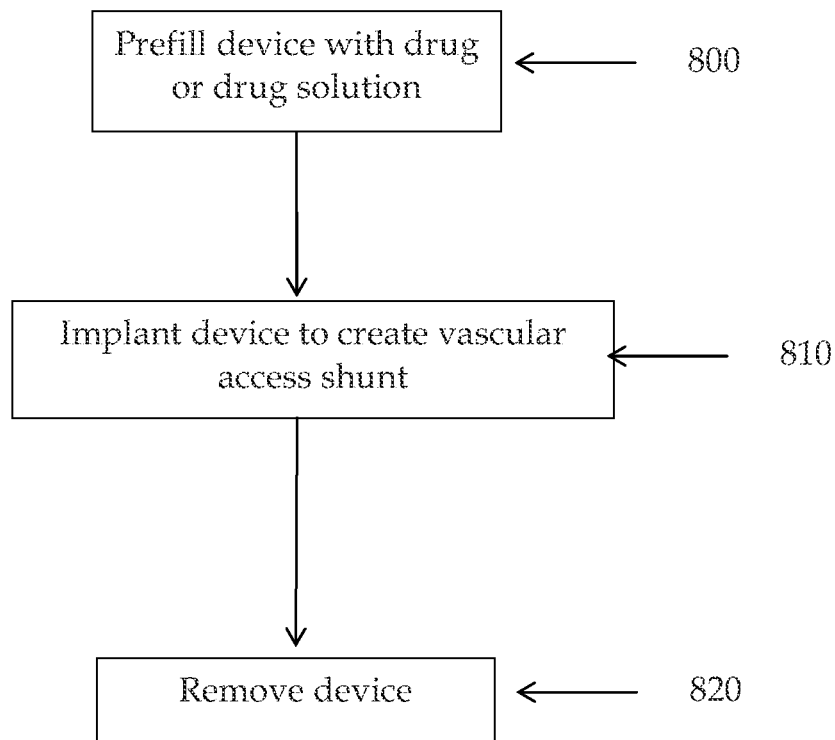 Prefill device with drug
or drug solution
800
Implant device to create vascular
access shunt
810
Remove device
820